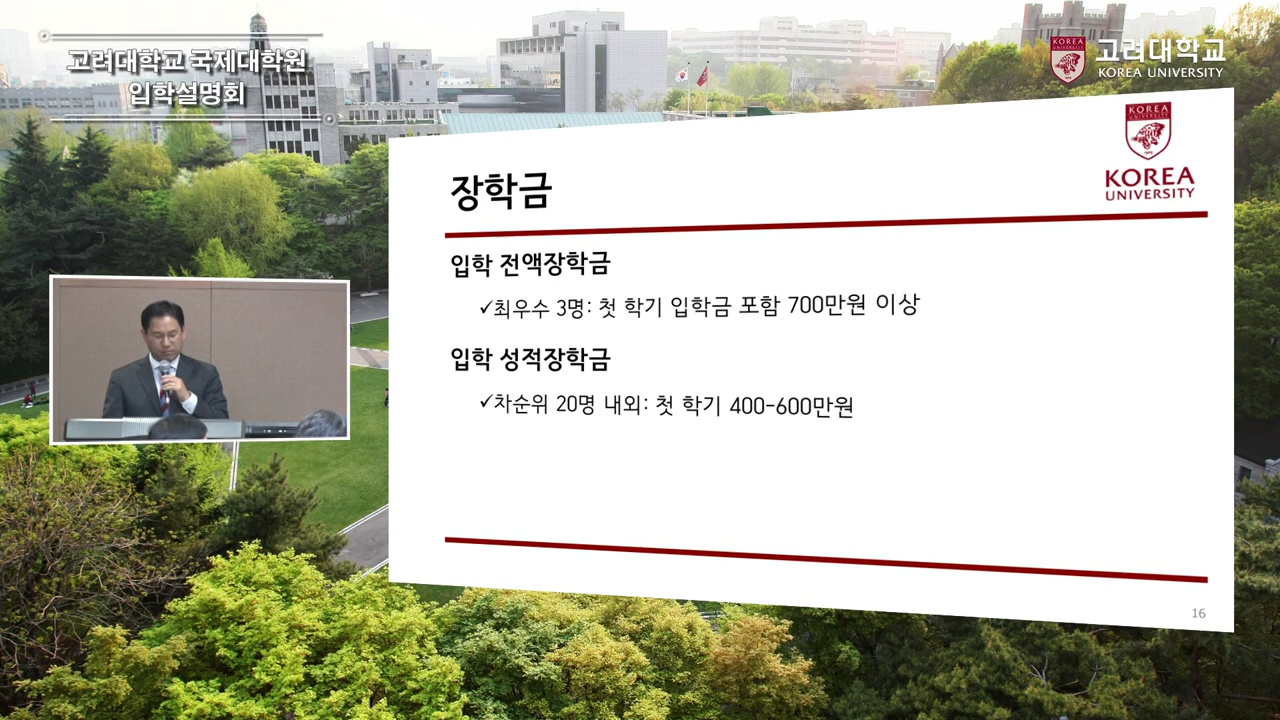 고려대학교 국제대학원
입학설명회
KOREA
UNIVERSITY
고려대학교
KOREA UNIVERSITY
KOREA
UNIVERSITY
KOREA
UNIVERSITY
장학금
입학 전액장학금
✓최우수 3명: 첫 학기 입학금 포함 700만원 이상
입학 성적장학금
✓차순위 20명 내외: 첫 학기 400-600만원
16